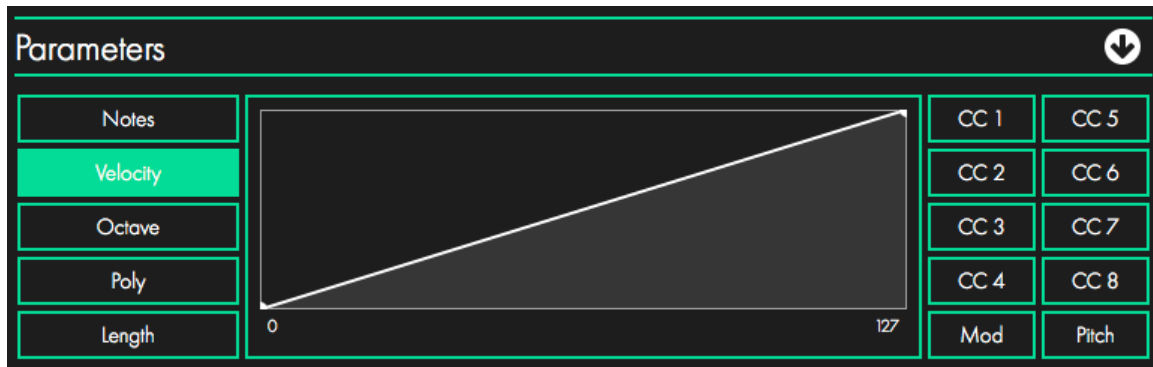 Parameters
Notes
Velocity
Octave
Poly
Length
0
127
CC 1
CC 5
CC 2
CC 6
CC 3
CC 7
CC 4
CC 8
Mod
Pitch